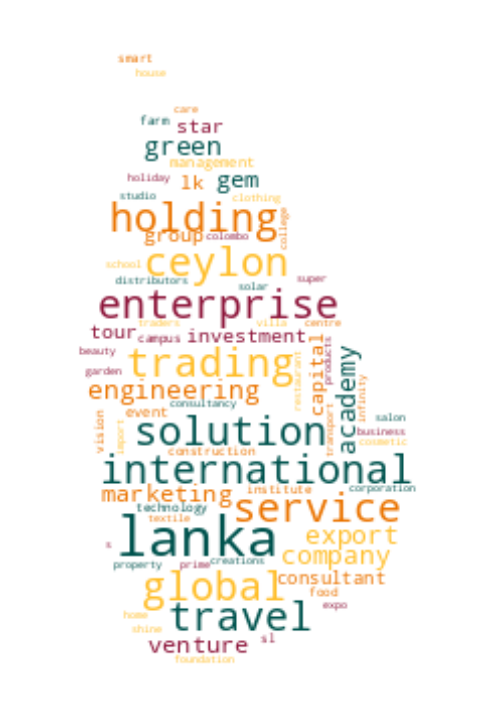 smart
house
care
farm star
green
management
holiday lk gem
studio clothing
holding
college
group colombo
ceylon
school
distributors super
solar
enterprise
traders villa centre
tour campus investment
beauty trading capital products
garden restaurant academy
engineering infinity
consultancy
event transport salon
vision import solution business
cosmetic
construction
international
marketing institute corporation
technology service
textile
lanka export
s company
property prime creations
global consultant
food
travel expo
home
shine
venture sl
foundation